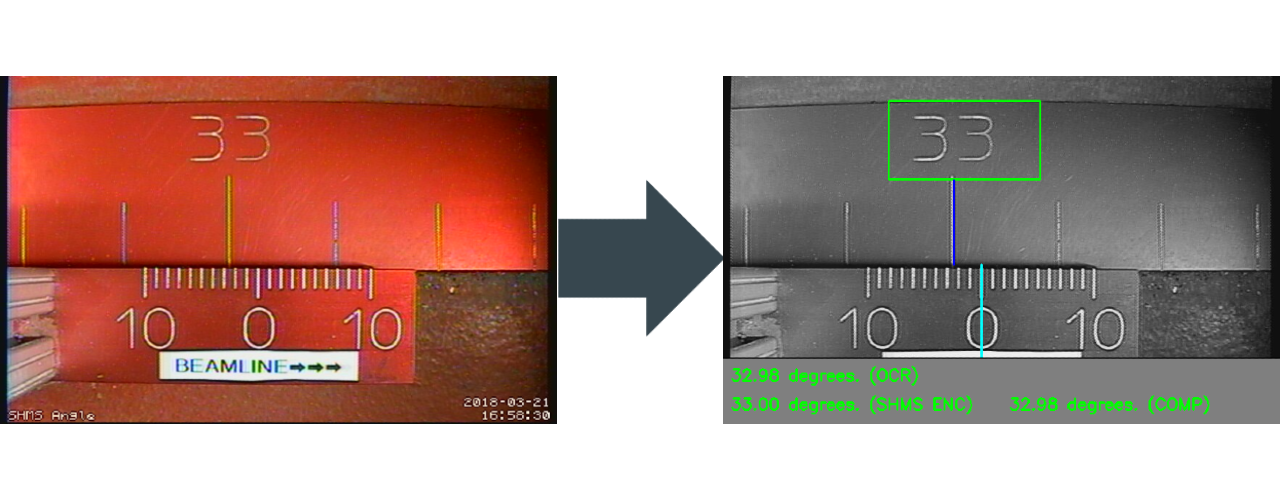 33
10 0 10
BEAMLINE→→→
2018-03-21
SHMS Angle 16:58:30
33
10 0 10
32.98 degrees. (OCR)
33.00 degrees. (SHMS ENC) 32.98 degrees. (COMP)